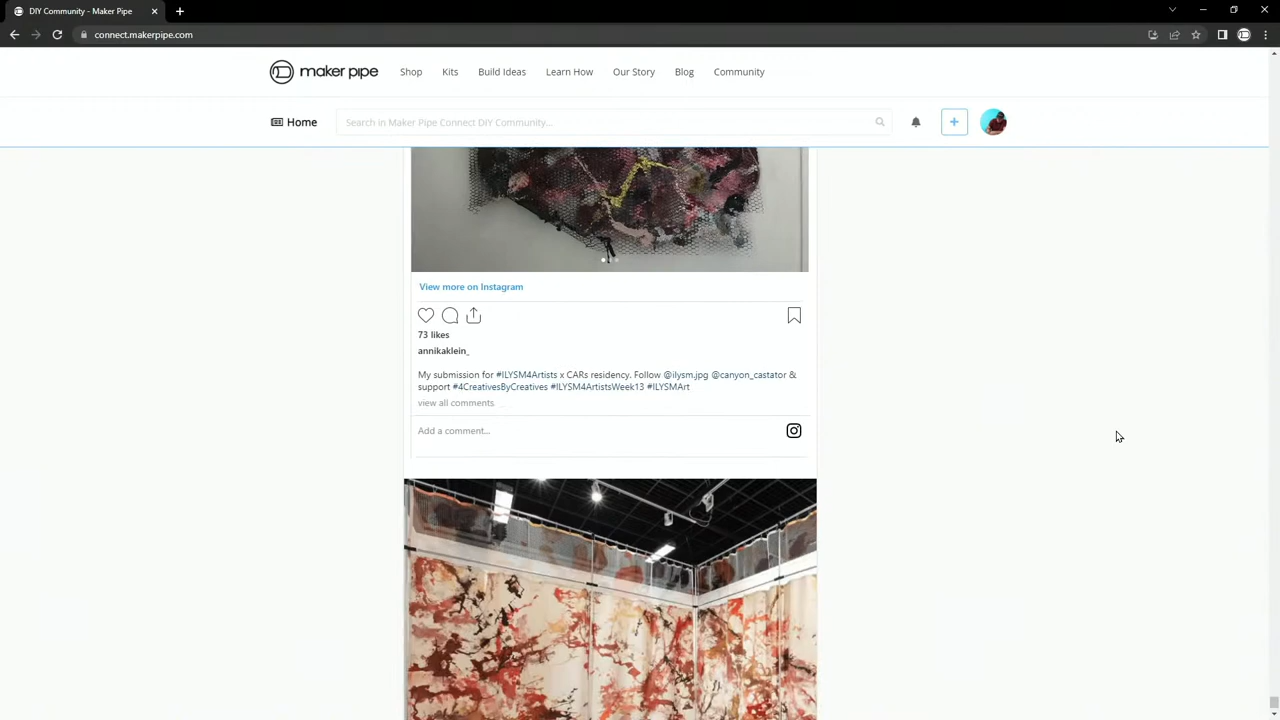 DIY Community - Maker Pipe
connect.makerpipe.com
maker pipe Shop Kits Build Ideas Learn How Our Story Blog Community
Home Search in Maker Pipe Connect DIY Community...
View more on Instagram
73 likes
annikaklein_
My submission for #ILYSM4Artists x CARs residency. Follow @ilysm.jpg @canyon_castator &
support #4CreativesByCreatives #ILYSM4ArtistsWeek13 #ILYSMArt
view all comments
Add a comment...